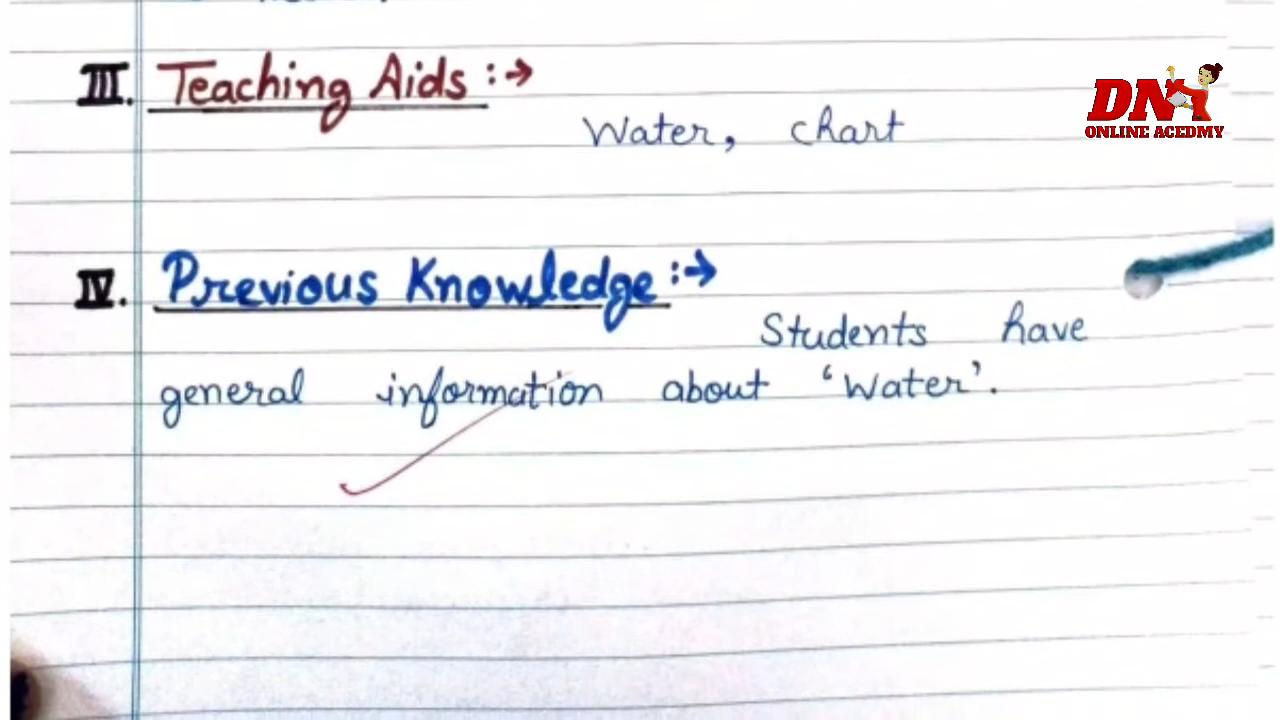 III. Teaching Aids :→
Water, chart
DN
ONLINE ACEDMY
IV. Previous Knowledge :→
Students have
general information about 'Water'.